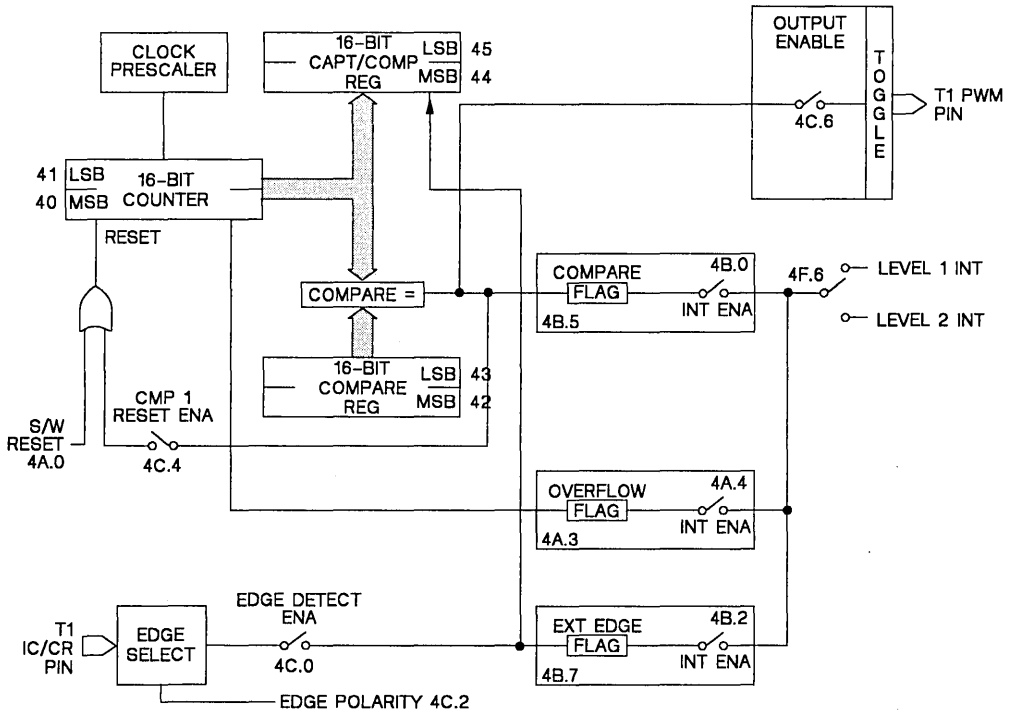 CLOCK
PRESCALER
16-BIT
CAPT/COMP
REG
LSB 45
MSB 44
OUTPUT
ENABLE
4C.6
TOGGLE
T1 PWM
PIN
41 LSB
40 MSB
16-BIT
COUNTER
RESET
COMPARE =
COMPARE
FLAG
4B.0
INT ENA
4B.5
4F.6
LEVEL 1 INT
LEVEL 2 INT
16-BIT
COMPARE
REG
LSB 43
MSB 42
CMP 1
RESET ENA
4C.4
S/W
RESET
4A.0
OVERFLOW
FLAG
4A.4
INT ENA
4A.3
T1
IC/CR
PIN
EDGE
SELECT
EDGE DETECT
ENA
4C.0
EXT EDGE
FLAG
4B.2
INT ENA
4B.7
EDGE POLARITY 4C.2